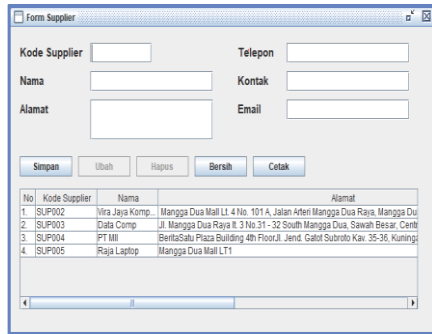 Form Supplier
Kode Supplier
Telepon
Nama
Kontak
Alamat
Email
Simpan Ubah Hapus Bersih Cetak
No Kode Supplier Nama Alamat
1. SUP002 Vira Jaya Komp... Mangga Dua Mall Lt. 4 No. 101 A, Jalan Arteri Mangga Dua Raya, Mangga Du
2. SUP003 Data Comp Jl. Mangga Dua Raya lt. 3 No.31 - 32 South Mangga Dua, Sawah Besar, Centr
3. SUP004 PT MII BeritaSatu Plaza Building 4th FloorJl. Jend. Gatot Subroto Kav. 35-36, Kuninga
4. SUP005 Raja Laptop Mangga Dua Mall LT1